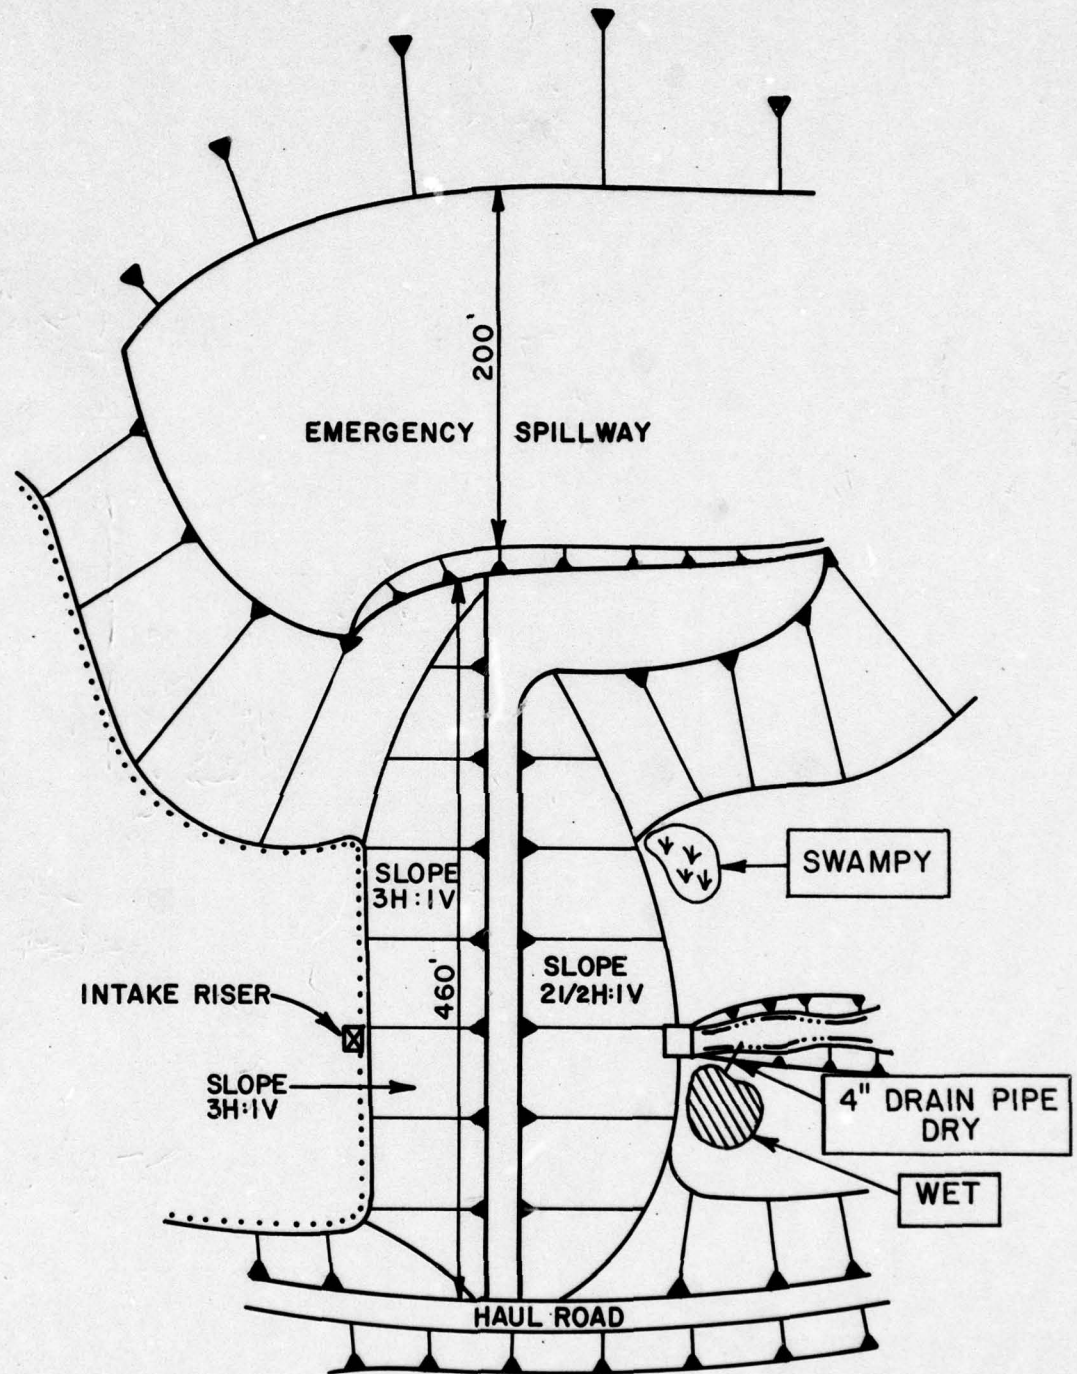 200'
EMERGENCY SPILLWAY
SWAMPY
SLOPE
3H:1V
460'
SLOPE
2 1/2H:1V
INTAKE RISER
SLOPE
3H:1V
4" DRAIN PIPE
DRY
WET
HAUL ROAD